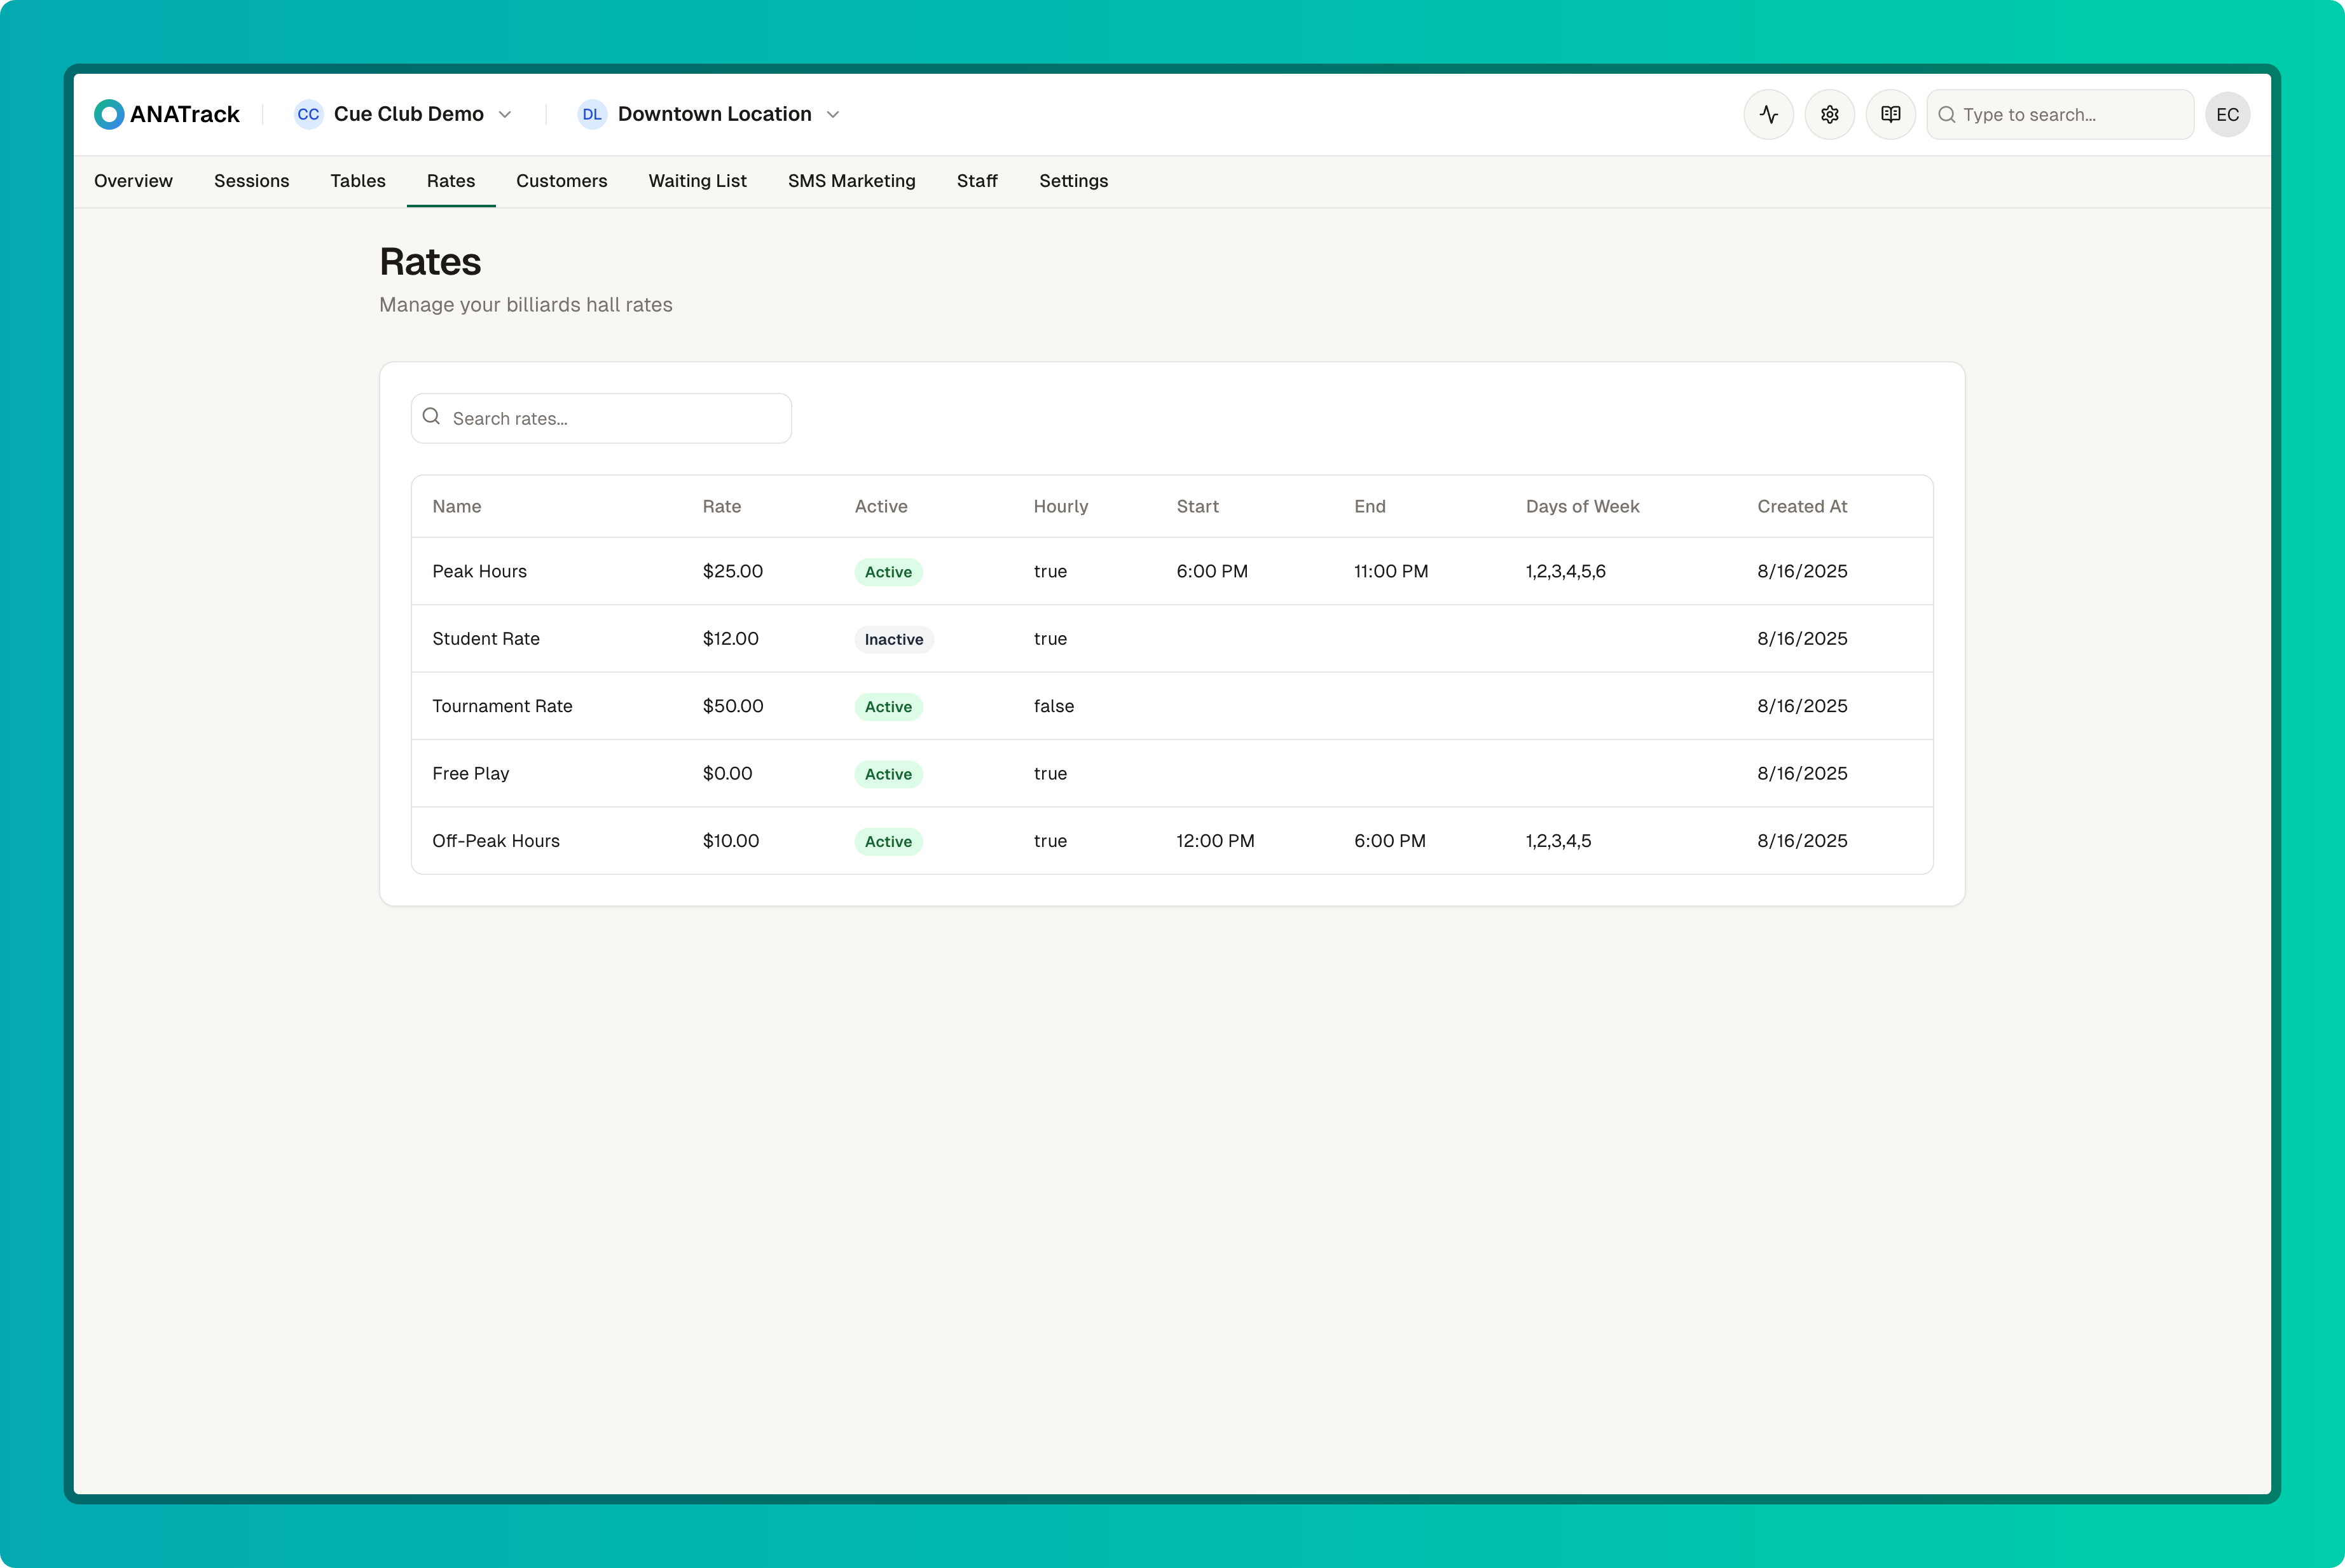 ANATrack CC Cue Club Demo DL Downtown Location Type to search... EC
Overview Sessions Tables Rates Customers Waiting List SMS Marketing Staff Settings
Rates
Manage your billiards hall rates
Search rates...
Name Rate Active Hourly Start End Days of Week Created At
Peak Hours $25.00 Active true 6:00 PM 11:00 PM 1,2,3,4,5,6 8/16/2025
Student Rate $12.00 Inactive true 8/16/2025
Tournament Rate $50.00 Active false 8/16/2025
Free Play $0.00 Active true 8/16/2025
Off-Peak Hours $10.00 Active true 12:00 PM 6:00 PM 1,2,3,4,5 8/16/2025